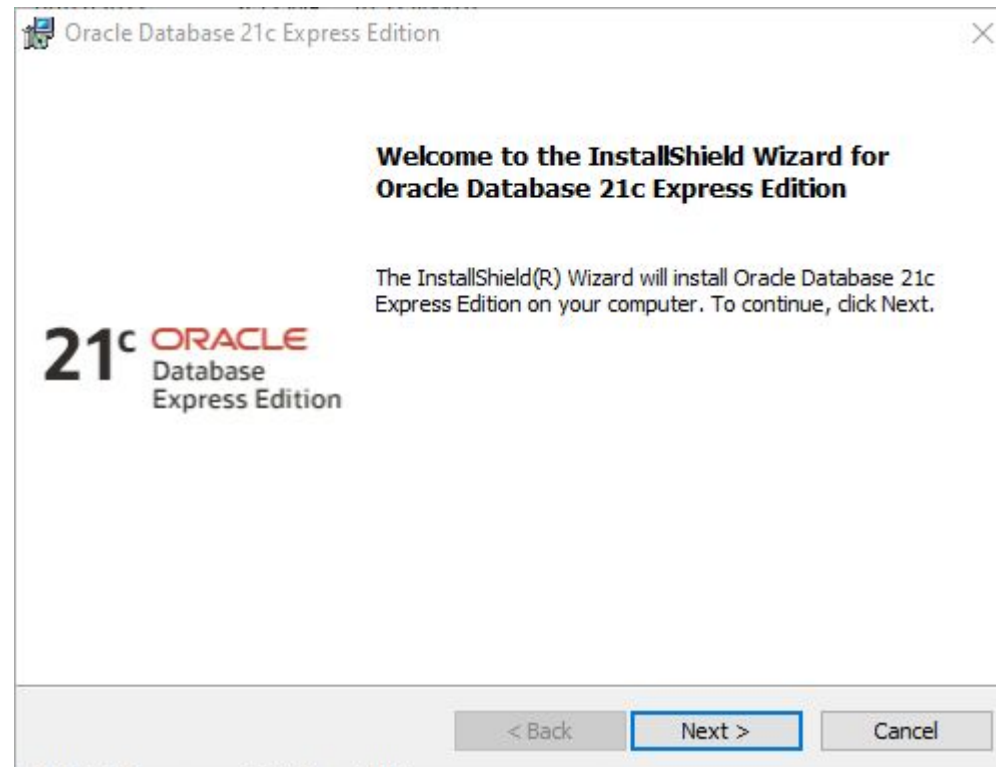 Oracle Database 21c Express Edition
Welcome to the InstallShield Wizard for
Oracle Database 21c Express Edition
The InstallShield(R) Wizard will install Oracle Database 21c
Express Edition on your computer. To continue, click Next.
21c ORACLE
Database
Express Edition
< Back Next > Cancel